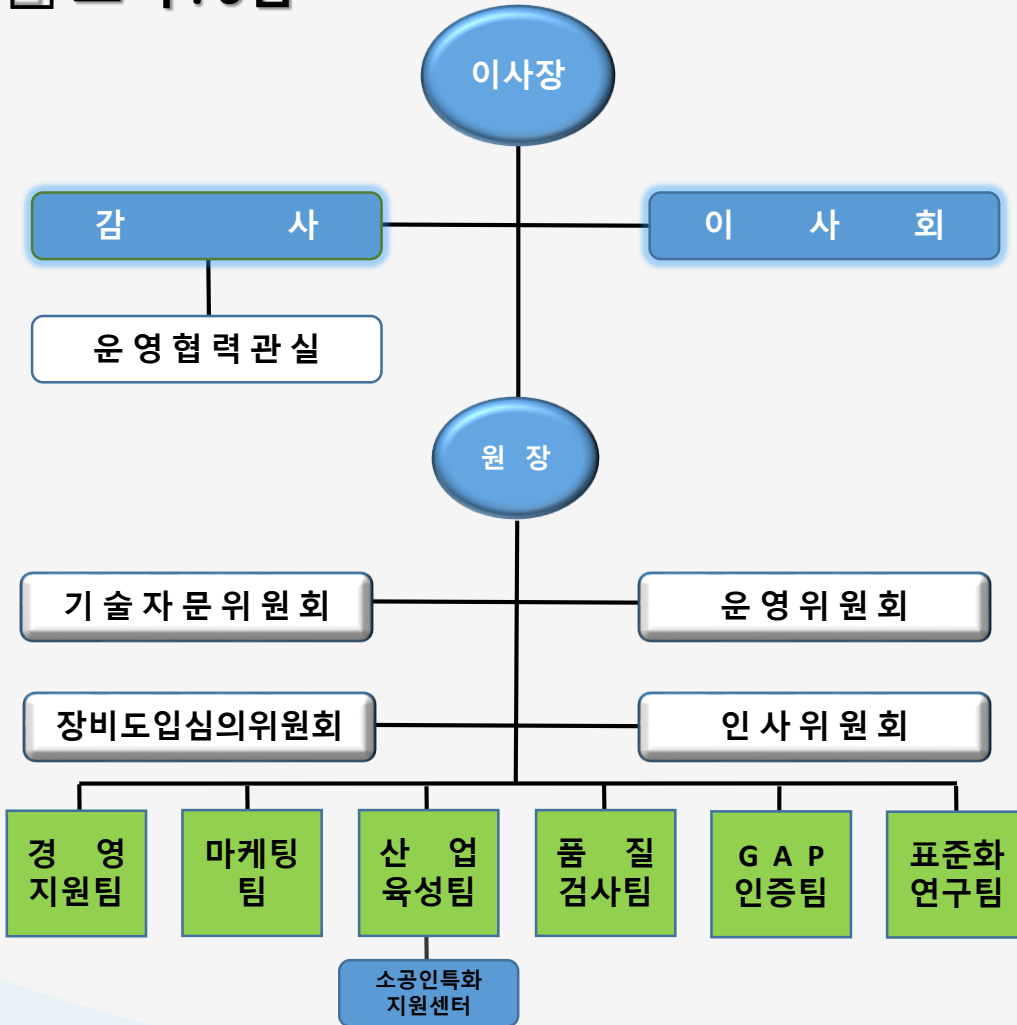 이사장
감 사
이 사 회
운 영 협 력 관 실
원 장
기 술 자 문 위 원 회
운 영 위 원 회
장비도입심의위원회
인 사 위 원 회
경 영
지원팀
마케팅
팀
산 업
육성팀
품 질
검사팀
G A P
인증팀
표준화
연구팀
소공인특화
지원센터